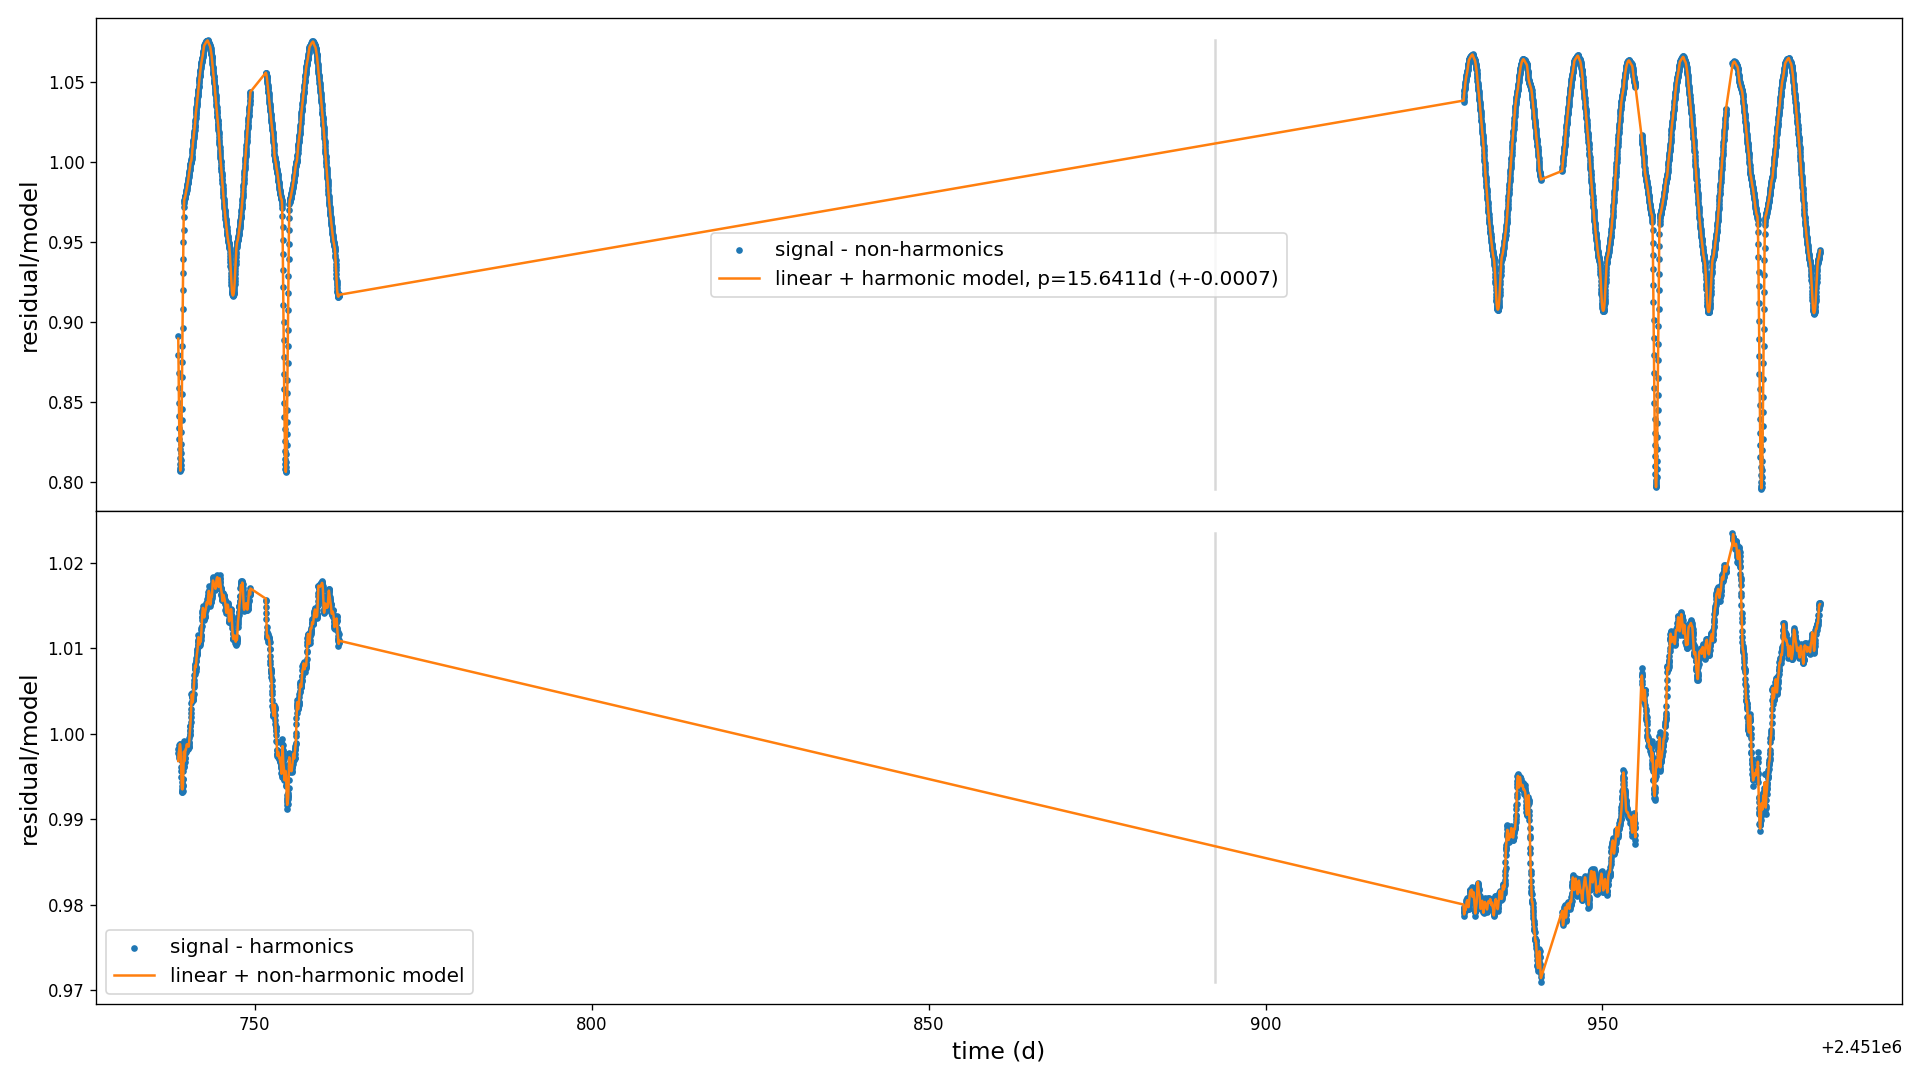 residual/model
1.05
1.00
0.95
0.90
0.85
0.80
signal - non-harmonics
linear + harmonic model, p=15.6411d (+-0.0007)
residual/model
1.02
1.01
1.00
0.99
0.98
0.97
signal - harmonics
linear + non-harmonic model
750 800 850 900 950
time (d)
+2.451e6